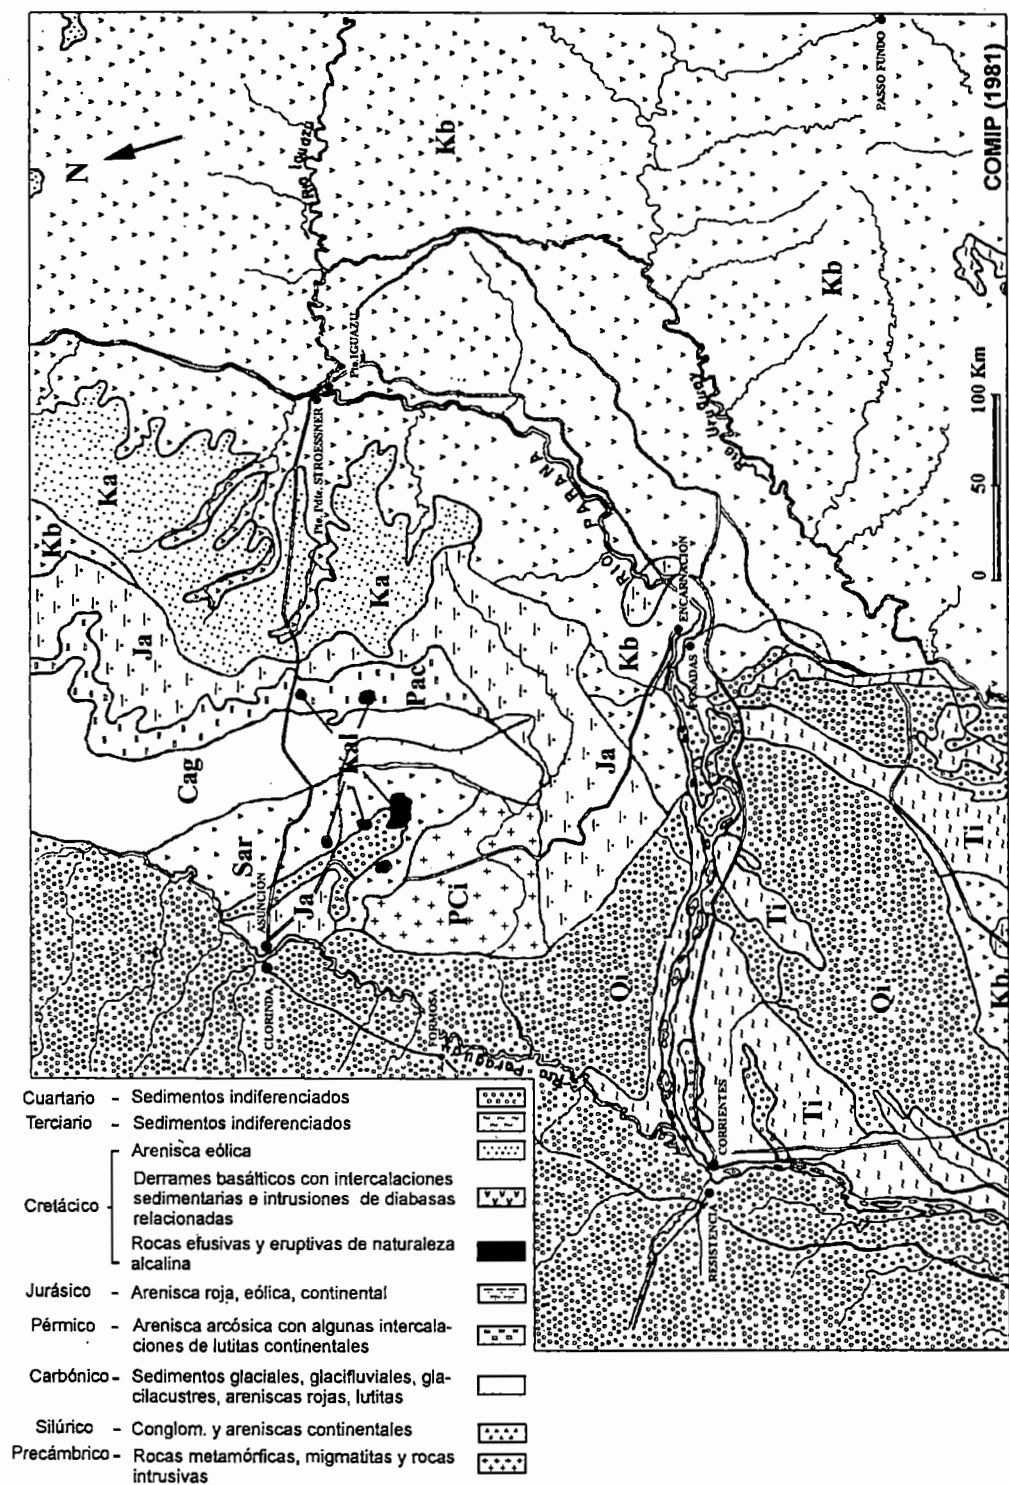 N
Kb
Ka
Kb
Ja
Cag
Sar
Ja
Pac
Kal
Ka
PCi
Kb
Ja
Kb
Qi
Ti
Ti
Qi
Ti
Kb
RIO Iguazú
Pto. IGUAZU
Pto. Pdte. STROESSNER
RIO PARANA
Río Uruguay
PASSO FUNDO
ENCARNACION
POSADAS
ASUNCION
CLORINDA
FORMOSA
Río Paraguay
CORRIENTES
RESISTENCIA
0 50 100 Km
COMIP (1981)
Cuartario - Sedimentos indiferenciados
Terciario - Sedimentos indiferenciados
Cretácico - Arenisca eólica
Derrames basálticos con intercalaciones
sedimentarias e intrusiones de diabasas
relacionadas
Rocas efusivas y eruptivas de naturaleza
alcalina
Jurásico - Arenisca roja, eólica, continental
Pérmico - Arenisca arcósica con algunas intercala-
ciones de lutitas continentales
Carbónico - Sedimentos glaciales, glacifluviales, gla-
cilacustres, areniscas rojas, lutitas
Silúrico - Conglom. y areniscas continentales
Precámbrico - Rocas metamórficas, migmatitas y rocas
intrusivas